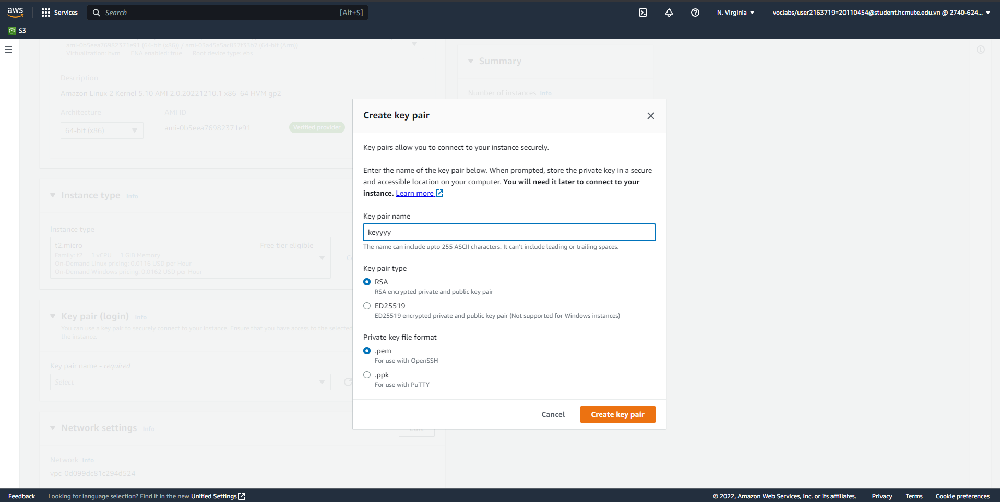 aws
Services
Search [Alt+S]
N. Virginia
voclabs/user2163719=20110454@student.hcmute.edu.vn @ 2740-624...
S3
ami-0b5eea76982371e91 (64-bit (x86)) / ami-03a45a5ac837f33b7 (64-bit (Arm))
Virtualization: hvm ENA enabled: true Root device type: ebs
Description
Amazon Linux 2 Kernel 5.10 AMI 2.0.20221210.1 x86_64 HVM gp2
Architecture
AMI ID
64-bit (x86)
ami-0b5eea76982371e91
Verified provider
Instance type Info
Instance type
t2.micro
Free tier eligible
Family: t2 1 vCPU 1 GiB Memory
On-Demand Linux pricing: 0.0116 USD per Hour
On-Demand Windows pricing: 0.0162 USD per Hour
Key pair (login) Info
You can use a key pair to securely connect to your instance. Ensure that you have access to the selected
the instance.
Key pair name - required
Select
Network settings Info
Network Info
vpc-0d099dc81c294d524
Summary
Number of instances Info
Create key pair
Key pairs allow you to connect to your instance securely.
Enter the name of the key pair below. When prompted, store the private key in a secure
and accessible location on your computer. You will need it later to connect to your
instance. Learn more
Key pair name
keyyyy
The name can include upto 255 ASCII characters. It can't include leading or trailing spaces.
Key pair type
RSA
RSA encrypted private and public key pair
ED25519
ED25519 encrypted private and public key pair (Not supported for Windows instances)
Private key file format
.pem
For use with OpenSSH
.ppk
For use with PuTTY
Cancel
Create key pair
Feedback
Looking for language selection? Find it in the new Unified Settings
© 2022, Amazon Web Services, Inc. or its affiliates.
Privacy
Terms
Cookie preferences